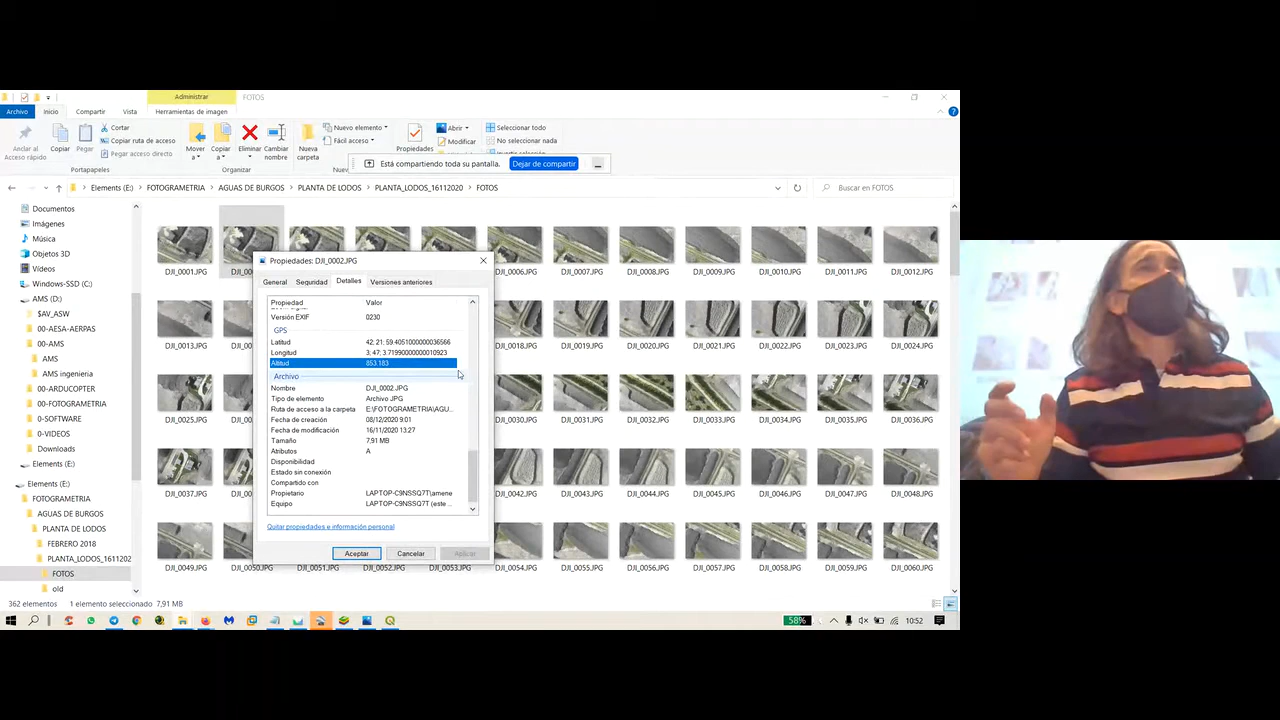 Administrar
FOTOS
Archivo Inicio Compartir Vista Herramientas de imagen
Anclar al Acceso rápido
Copiar
Pegar
Cortar
Copiar ruta de acceso
Pegar acceso directo
Portapapeles
Mover a
Copiar a
Eliminar
Cambiar nombre
Organizar
Nueva carpeta
Nuevo elemento
Fácil acceso
Propiedades
Abrir
Modificar
Seleccionar todo
No seleccionar nada
Está compartiendo toda su pantalla.
Dejar de compartir
Elements (E:) > FOTOGRAMETRIA > AGUAS DE BURGOS > PLANTA DE LODOS > PLANTA_LODOS_16112020 > FOTOS
Buscar en FOTOS
Documentos
Imágenes
Música
Objetos 3D
Vídeos
Windows-SSD (C:)
AMS (D:)
$AV_ASW
00-AESA-AERPAS
00-AMS
AMS
AMS ingenieria
00-ARDUCOPTER
00-FOTOGRAMETRIA
0-SOFTWARE
0-VIDEOS
Downloads
Elements (E:)
Elements (E:)
FOTOGRAMETRIA
AGUAS DE BURGOS
PLANTA DE LODOS
FEBRERO 2018
PLANTA_LODOS_1611202
FOTOS
old
DJI_0001.JPG DJI_0006.JPG DJI_0007.JPG DJI_0008.JPG DJI_0009.JPG DJI_0010.JPG DJI_0011.JPG DJI_0012.JPG
DJI_0013.JPG DJI_0018.JPG DJI_0019.JPG DJI_0020.JPG DJI_0021.JPG DJI_0022.JPG DJI_0023.JPG DJI_0024.JPG
DJI_0025.JPG DJI_0030.JPG DJI_0031.JPG DJI_0032.JPG DJI_0033.JPG DJI_0034.JPG DJI_0035.JPG DJI_0036.JPG
DJI_0037.JPG DJI_0042.JPG DJI_0043.JPG DJI_0044.JPG DJI_0045.JPG DJI_0046.JPG DJI_0047.JPG DJI_0048.JPG
DJI_0049.JPG DJI_0050.JPG DJI_0051.JPG DJI_0052.JPG DJI_0053.JPG DJI_0054.JPG DJI_0055.JPG DJI_0056.JPG DJI_0057.JPG DJI_0058.JPG DJI_0059.JPG DJI_0060.JPG
Propiedades: DJI_0002.JPG
General Seguridad Detalles Versiones anteriores
Propiedad Valor
Versión EXIF 0230
GPS
Latitud 42; 21; 59.4051000000036566
Longitud 3; 47; 3.7199000000010923
Altitud 853.183
Archivo
Nombre DJI_0002.JPG
Tipo de elemento Archivo JPG
Ruta de acceso a la carpeta E:\FOTOGRAMETRIA\AGU...
Fecha de creación 08/12/2020 9:01
Fecha de modificación 16/11/2020 13:27
Tamaño 7,91 MB
Atributos A
Disponibilidad
Estado sin conexión
Compartido con
Propietario LAPTOP-C9NSSQ7T\amene
Equipo LAPTOP-C9NSSQ7T (este ...
Quitar propiedades e información personal
Aceptar Cancelar Aplicar
362 elementos 1 elemento seleccionado 7,91 MB
58% 10:52